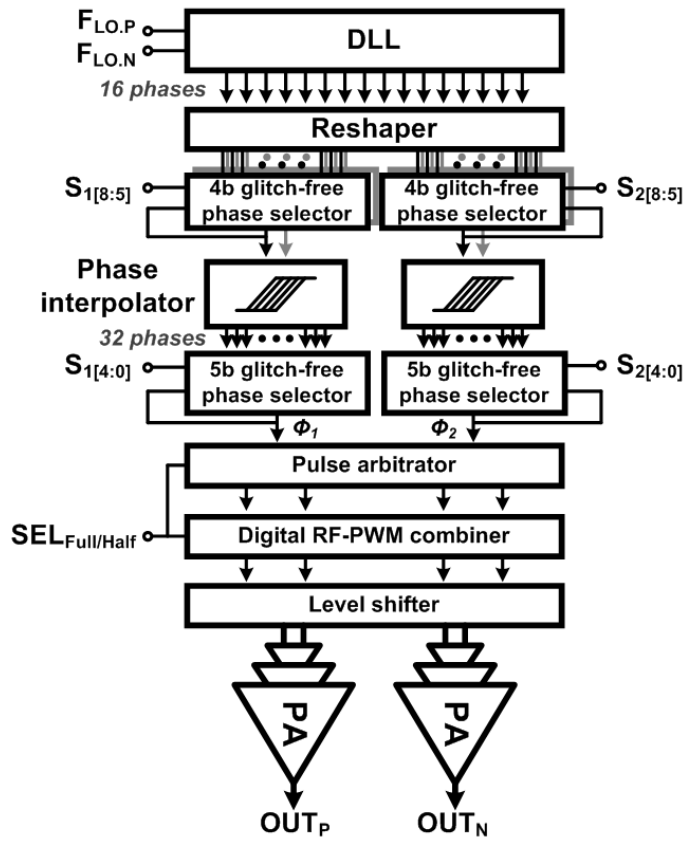 F_LO.P
F_LO.N
DLL
16 phases
Reshaper
S_1[8:5]
4b glitch-free
phase selector
4b glitch-free
phase selector
S_2[8:5]
Phase
interpolator
32 phases
S_1[4:0]
5b glitch-free
phase selector
5b glitch-free
phase selector
S_2[4:0]
Φ_1
Φ_2
Pulse arbitrator
SEL_Full/Half
Digital RF-PWM combiner
Level shifter
PA
PA
OUT_P
OUT_N